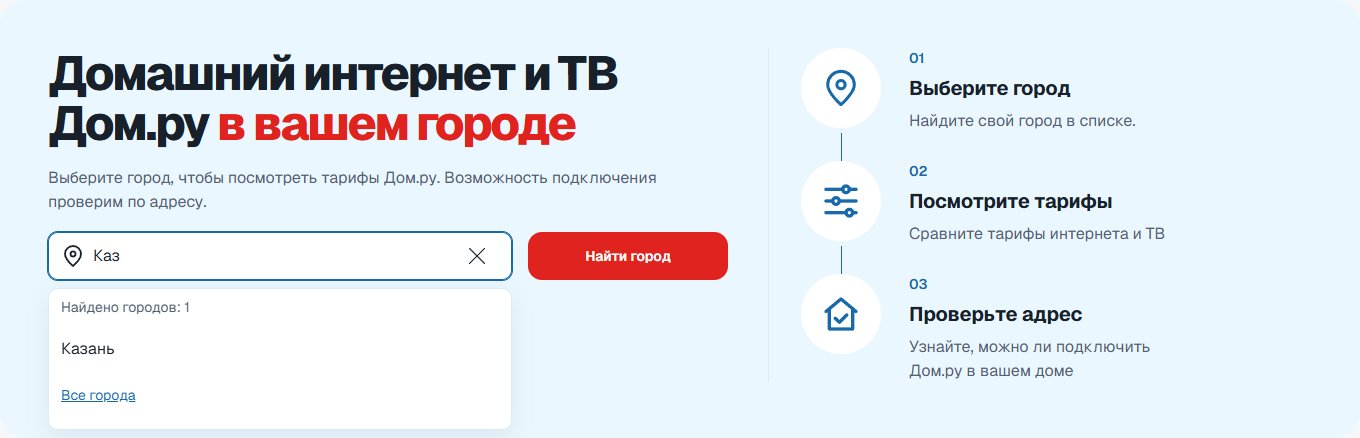 Домашний интернет и ТВ
Дом.ру в вашем городе
Выберите город, чтобы посмотреть тарифы Дом.ру. Возможность подключения
проверим по адресу.
Каз
Найти город
Найдено городов: 1
Казань
Все города
01
Выберите город
Найдите свой город в списке.
02
Посмотрите тарифы
Сравните тарифы интернета и ТВ
03
Проверьте адрес
Узнайте, можно ли подключить
Дом.ру в вашем доме